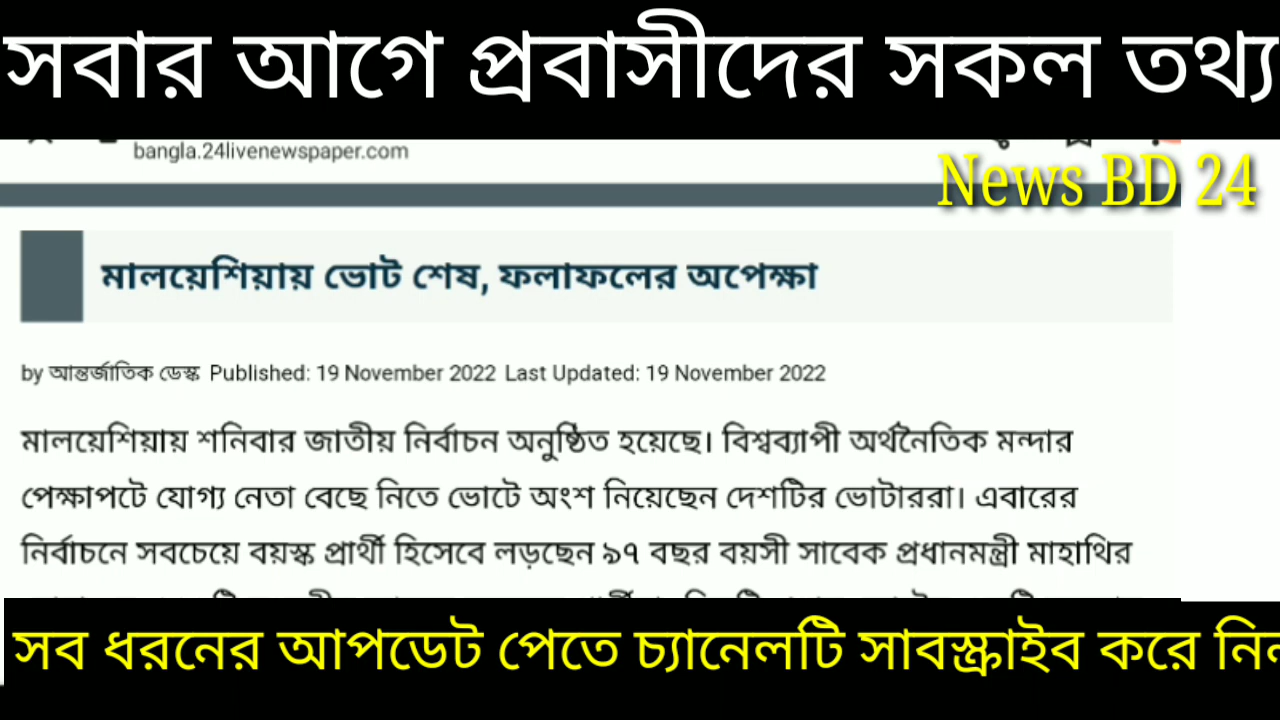 সবার আগে প্রবাসীদের সকল তথ্য
bangla.24livenewspaper.com
News BD 24
মালয়েশিয়ায় ভোট শেষ, ফলাফলের অপেক্ষা
by আন্তর্জাতিক ডেস্ক Published: 19 November 2022 Last Updated: 19 November 2022
মালয়েশিয়ায় শনিবার জাতীয় নির্বাচন অনুষ্ঠিত হয়েছে। বিশ্বব্যাপী অর্থনৈতিক মন্দার
পেক্ষাপটে যোগ্য নেতা বেছে নিতে ভোটে অংশ নিয়েছেন দেশটির ভোটাররা। এবারের
নির্বাচনে সবচেয়ে বয়স্ক প্রার্থী হিসেবে লড়ছেন ৯৭ বছর বয়সী সাবেক প্রধানমন্ত্রী মাহাথির
সব ধরনের আপডেট পেতে চ্যানেলটি সাবস্ক্রাইব করে নিন